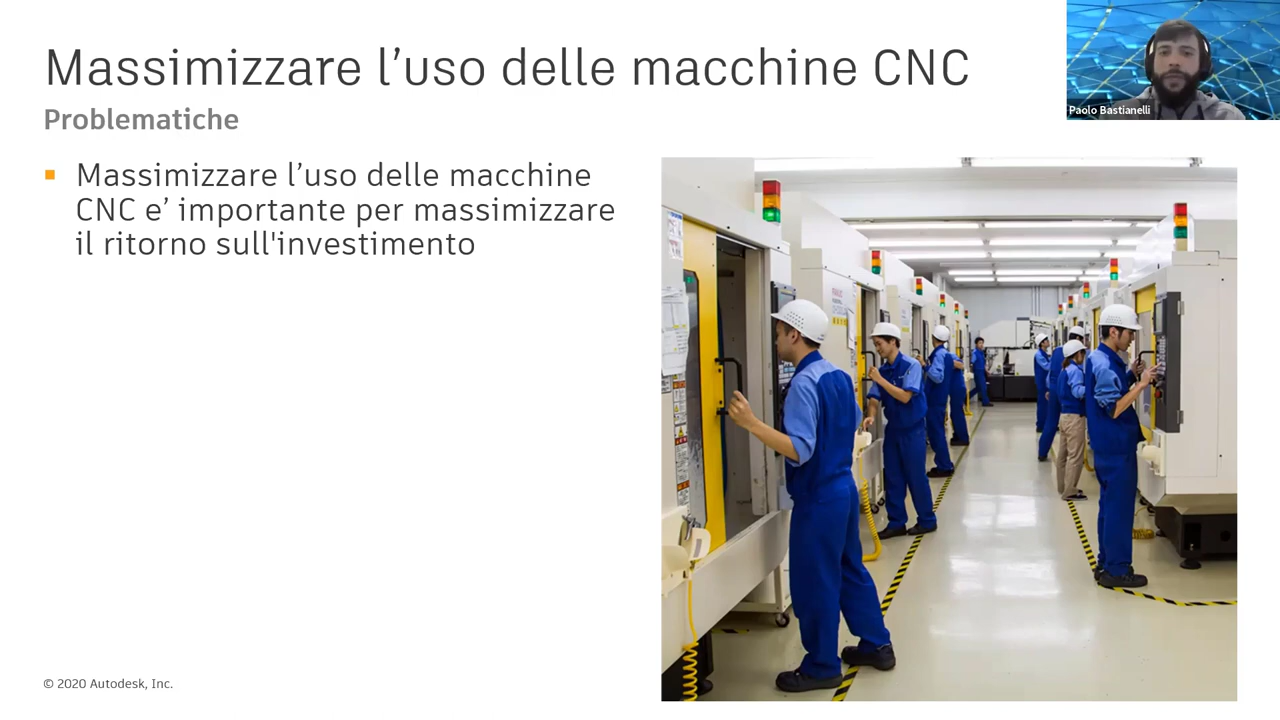 Massimizzare l’uso delle macchine CNC
Problematiche
Paolo Bastianelli
Massimizzare l’uso delle macchine
CNC e’ importante per massimizzare
il ritorno sull'investimento
© 2020 Autodesk, Inc.